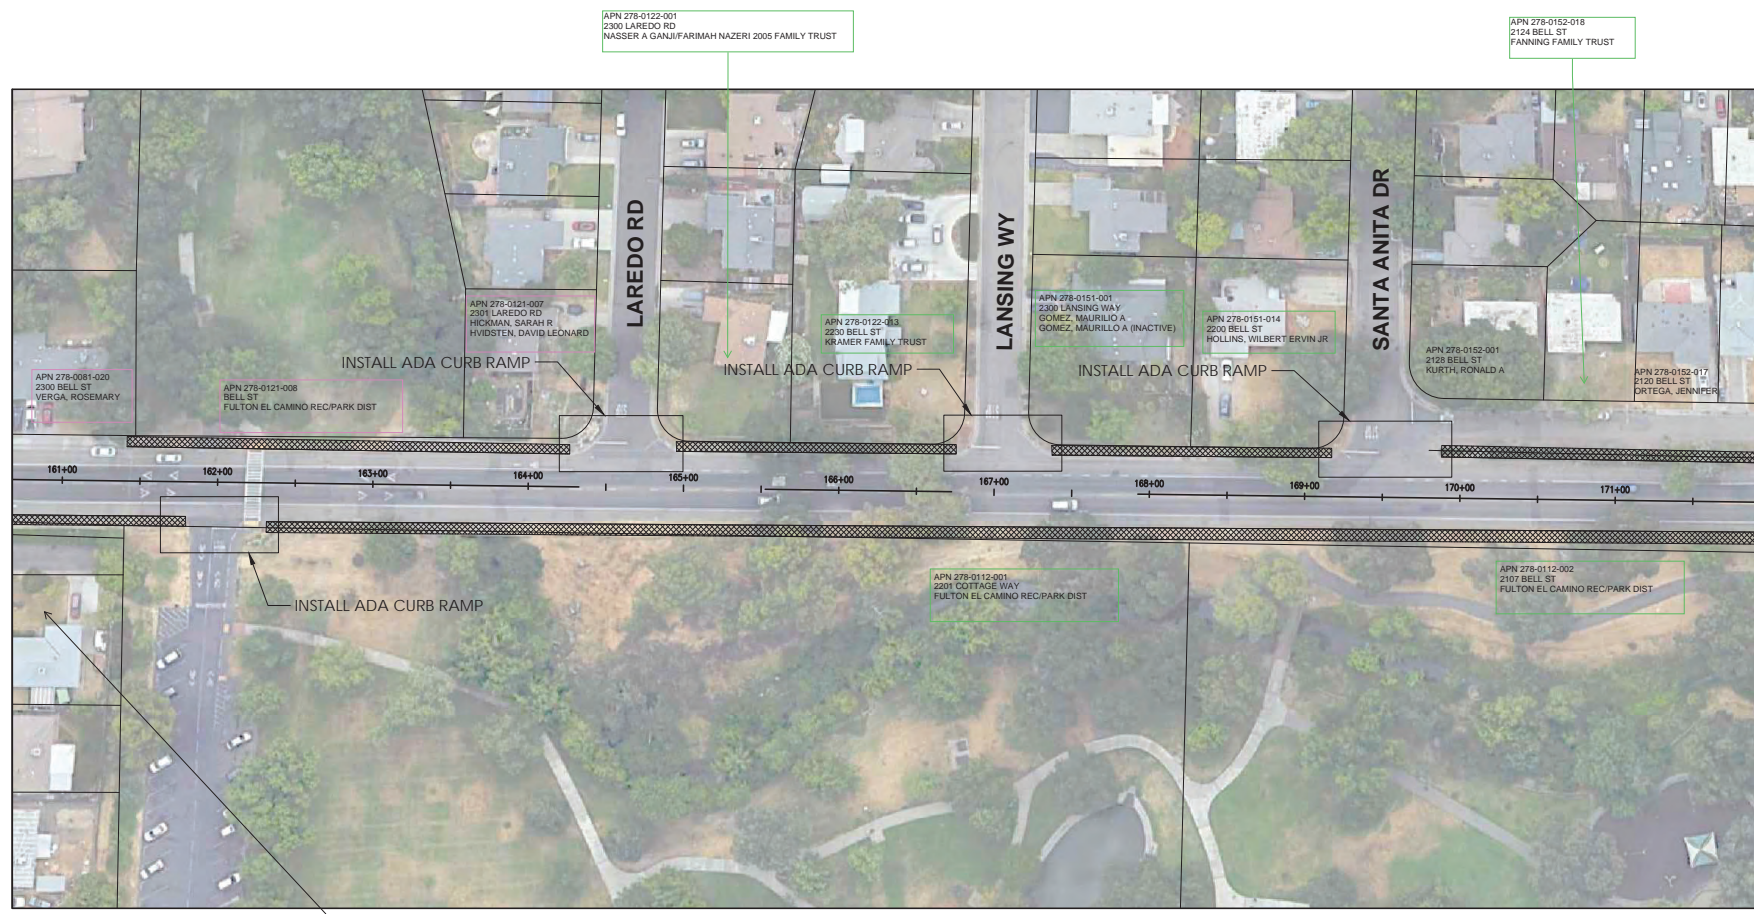 APN 278-0122-001
2300 LAREDO RD
NASSER A GANJI/FARIMAH NAZERI 2005 FAMILY TRUST
APN 278-0152-018
2124 BELL ST
FANNING FAMILY TRUST
LAREDO RD
LANSING WY
SANTA ANITA DR
APN 278-0121-007
2301 LAREDO RD
HICKMAN, SARAH R
HVIDSTEN, DAVID LEONARD
APN 278-0122-013
2230 BELL ST
KRAMER FAMILY TRUST
APN 278-0151-001
2300 LANSING WAY
GOMEZ, MAURILIO A
GOMEZ, MAURILLO A (INACTIVE)
APN 278-0151-014
2200 BELL ST
HOLLINS, WILBERT ERVIN JR
APN 278-0152-001
2128 BELL ST
KURTH, RONALD A
APN 278-0152-017
2120 BELL ST
ORTEGA, JENNIFER
INSTALL ADA CURB RAMP
INSTALL ADA CURB RAMP
INSTALL ADA CURB RAMP
APN 278-0081-020
2300 BELL ST
VERGA, ROSEMARY
APN 278-0121-008
BELL ST
FULTON EL CAMINO REC/PARK DIST
161+00
162+00
163+00
164+00
165+00
166+00
167+00
168+00
169+00
170+00
171+00
INSTALL ADA CURB RAMP
APN 278-0112-001
2201 COTTAGE WAY
FULTON EL CAMINO REC/PARK DIST
APN 278-0112-002
2107 BELL ST
FULTON EL CAMINO REC/PARK DIST